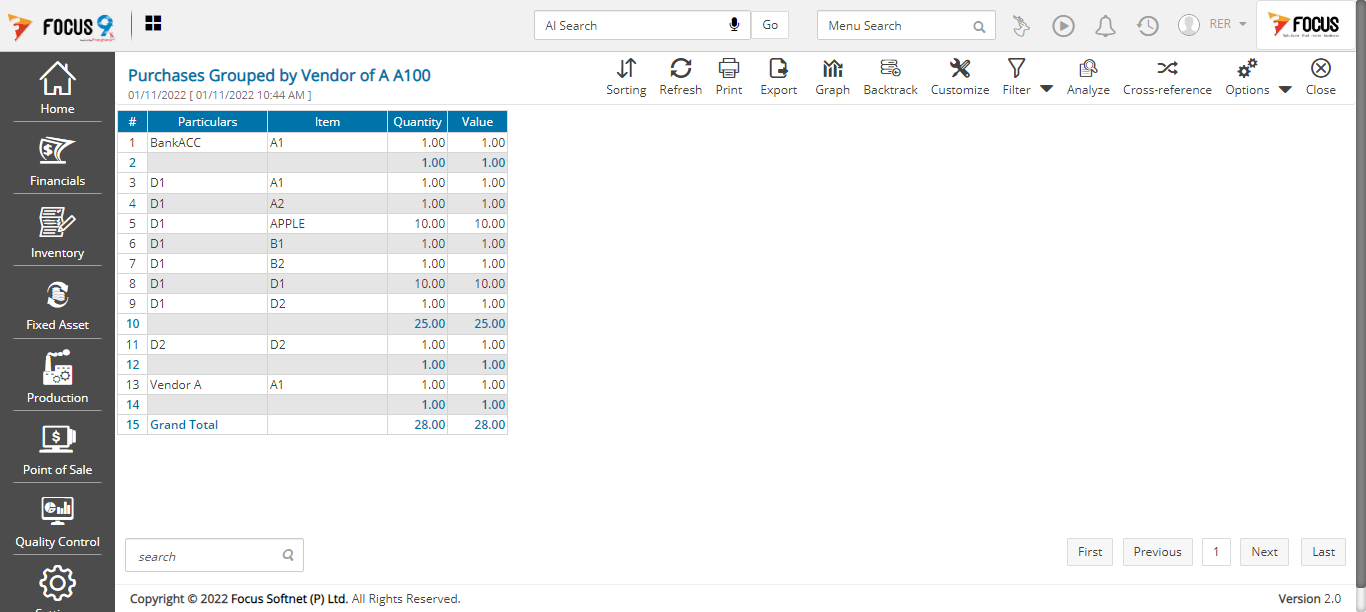 FOCUS 9
AI Search
Go
Menu Search
RER
FOCUS
Home
Financials
Inventory
Fixed Asset
Production
Point of Sale
Quality Control
Purchases Grouped by Vendor of A A100
01/11/2022 [ 01/11/2022 10:44 AM ]
Sorting Refresh Print Export Graph Backtrack Customize Filter Analyze Cross-reference Options Close
# Particulars Item Quantity Value
1 BankACC A1 1.00 1.00
2 1.00 1.00
3 D1 A1 1.00 1.00
4 D1 A2 1.00 1.00
5 D1 APPLE 10.00 10.00
6 D1 B1 1.00 1.00
7 D1 B2 1.00 1.00
8 D1 D1 10.00 10.00
9 D1 D2 1.00 1.00
10 25.00 25.00
11 D2 D2 1.00 1.00
12 1.00 1.00
13 Vendor A A1 1.00 1.00
14 1.00 1.00
15 Grand Total 28.00 28.00
search
First Previous 1 Next Last
Copyright © 2022 Focus Softnet (P) Ltd. All Rights Reserved.
Version 2.0